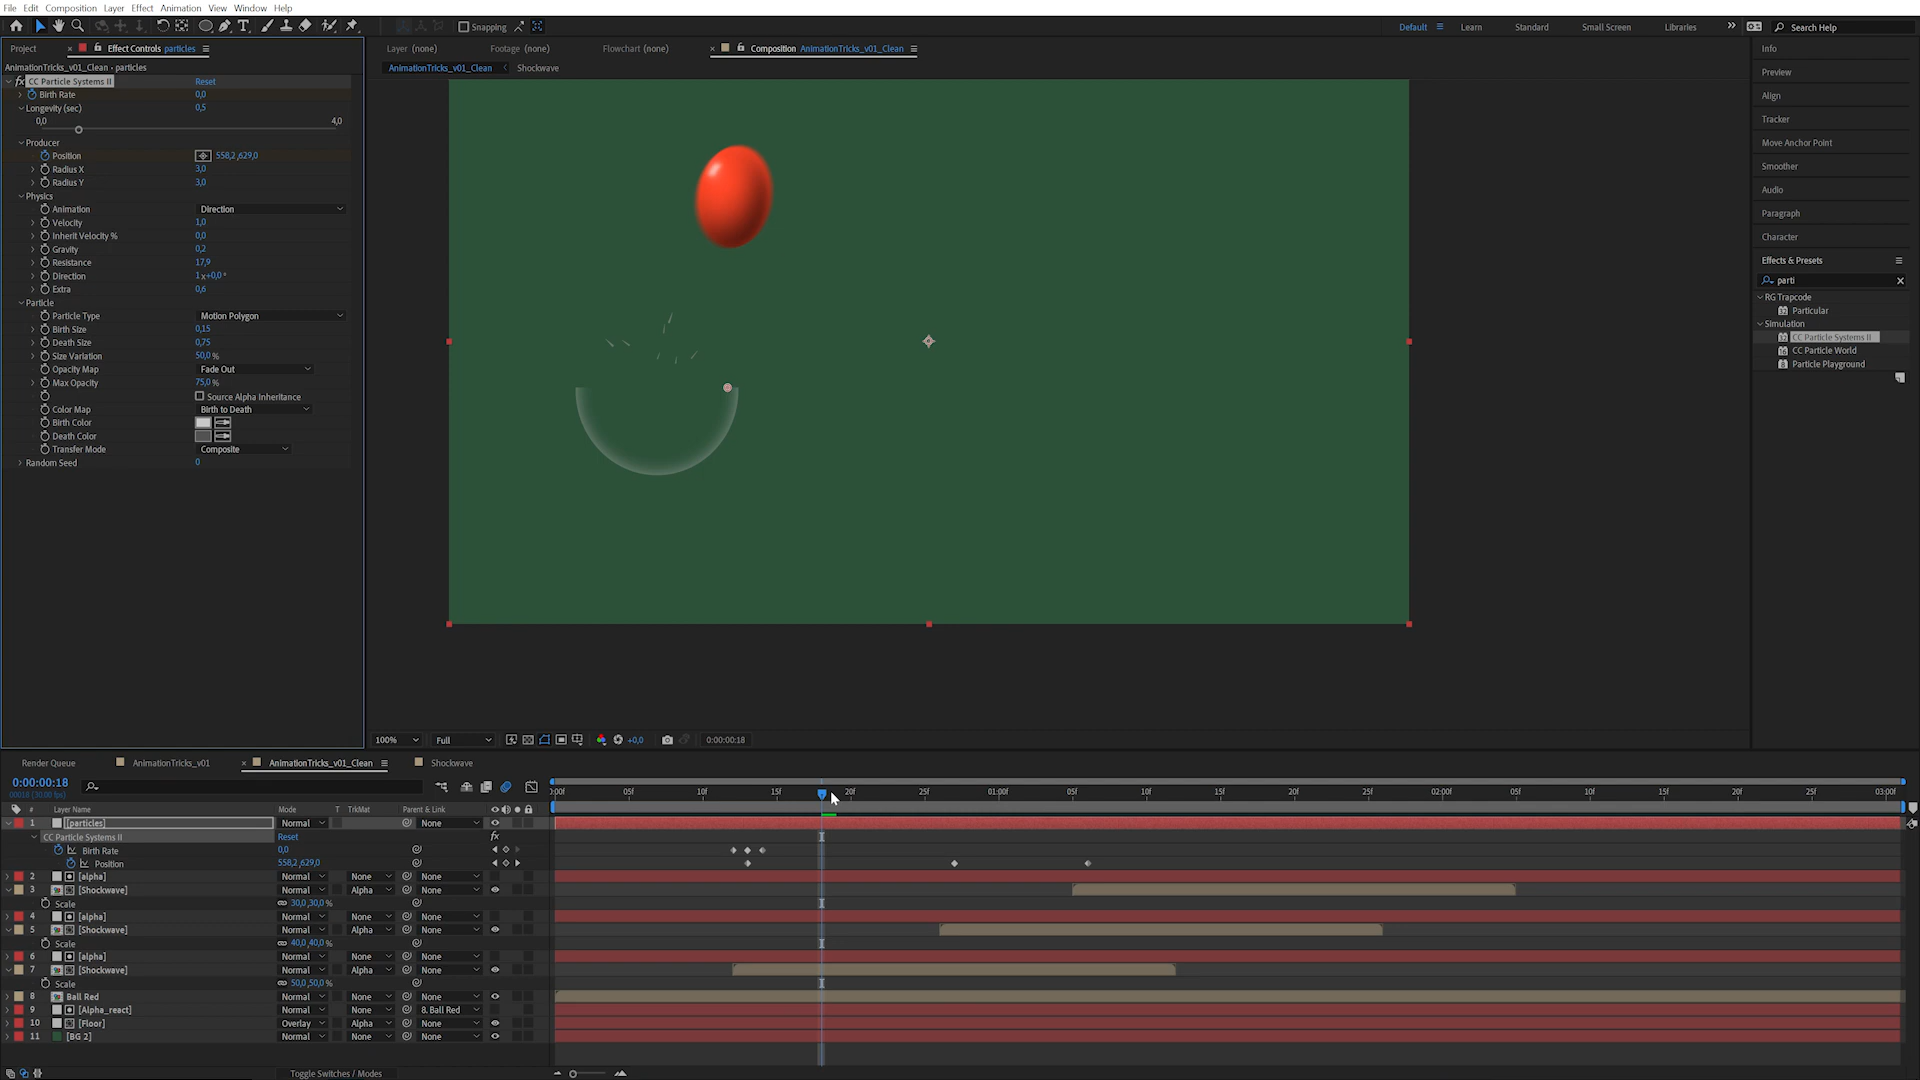 File Edit Composition Layer Effect Animation View Window Help
Snapping
Default Learn Standard Small Screen Libraries Search Help
Project Effect Controls particles
AnimationTricks_v01_Clean · particles
fx CC Particle Systems II Reset
Birth Rate 0,0
Longevity (sec) 0,5
0,0 4,0
Producer
Position 558,2 ,629,0
Radius X 3,0
Radius Y 3,0
Physics
Animation Direction
Velocity 1,0
Inherit Velocity % 0,0
Gravity 0,2
Resistance 17,9
Direction 1x+0,0 °
Extra 0,6
Particle
Particle Type Motion Polygon
Birth Size 0,15
Death Size 0,75
Size Variation 50,0 %
Opacity Map Fade Out
Max Opacity 75,0 %
Source Alpha Inheritance
Color Map Birth to Death
Birth Color
Death Color
Transfer Mode Composite
Random Seed 0
Layer (none) Footage (none) Flowchart (none) Composition AnimationTricks_v01_Clean
AnimationTricks_v01_Clean Shockwave
100% Full +0,0 0:00:00:18
Info
Preview
Align
Tracker
Move Anchor Point
Smoother
Audio
Paragraph
Character
Effects & Presets
parti
RG Trapcode
Particular
Simulation
CC Particle Systems II
CC Particle World
Particle Playground
Render Queue AnimationTricks_v01 AnimationTricks_v01_Clean Shockwave
0:00:00:18
00018 (30.00 fps)
:00f 05f 10f 15f 20f 25f 01:00f 05f 10f 15f 20f 25f 02:00f 05f 10f 15f 20f 25f 03:00
# Layer Name Mode T TrkMat Parent & Link
1 [particles] Normal None
CC Particle Systems II Reset fx
Birth Rate 0,0
Position 558,2 ,629,0
2 [alpha] Normal None None
3 [Shockwave] Normal Alpha None
Scale 30,0 ,30,0 %
4 [alpha] Normal None None
5 [Shockwave] Normal Alpha None
Scale 40,0 ,40,0 %
6 [alpha] Normal None None
7 [Shockwave] Normal Alpha None
Scale 50,0 ,50,0 %
8 Ball Red Normal None None
9 [Alpha_react] Normal None 8. Ball Red
10 [Floor] Overlay Alpha None
11 [BG 2] Normal None None
Toggle Switches / Modes